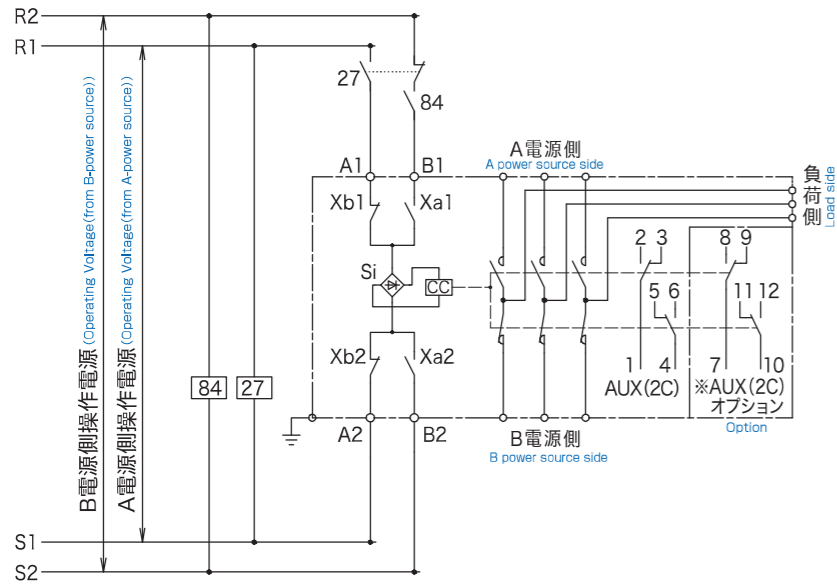 R2
R1
27
84
A1
B1
A電源側
A power source side
負荷側
Load side
Xb1
Xa1
2 3
8 9
Si
CC
5 6
11 12
Xb2
Xa2
84
27
1 4
7 10
AUX(2C)
※AUX(2C)
オプション
Option
A2
B2
B電源側
B power source side
B電源側操作電源(Operating Voltage(from B-power source))
A電源側操作電源(Operating Voltage(from A-power source))
S1
S2